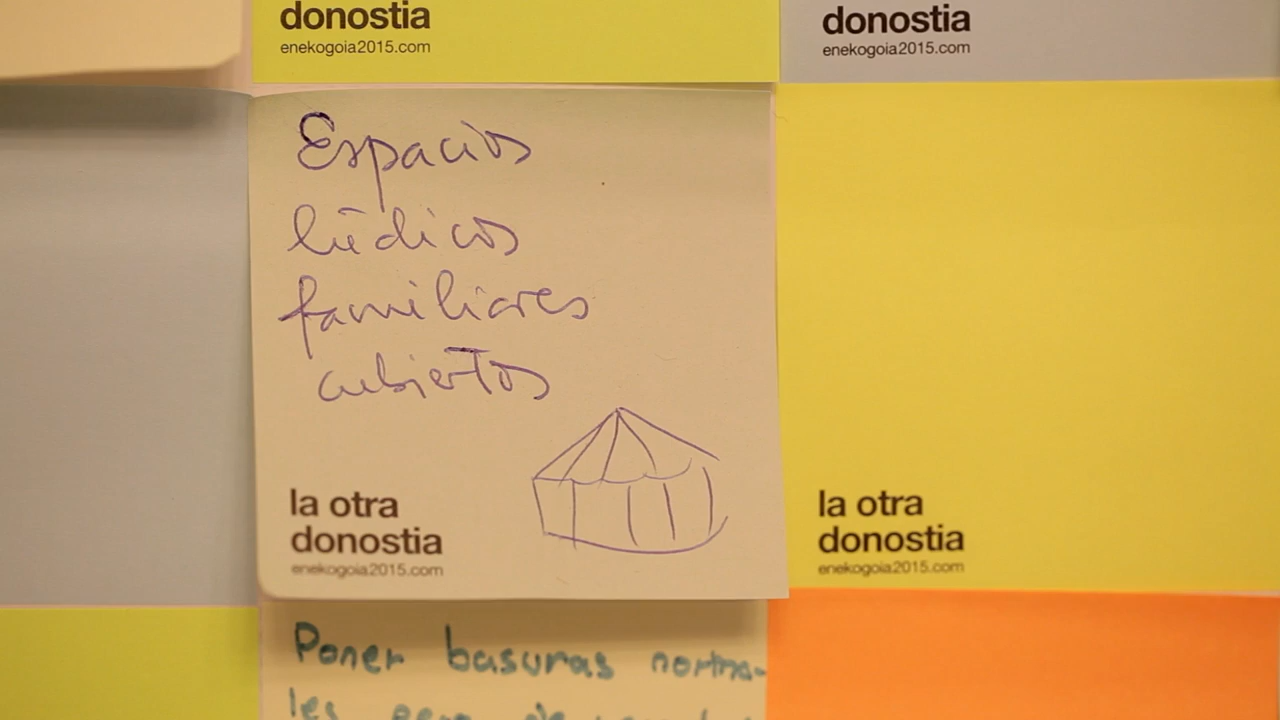 donostia
enekogoia2015.com
donostia
enekogoia2015.com
Espacios
lúdicos
familiares
cubiertos
la otra
donostia
enekogoia2015.com
la otra
donostia
enekogoia2015.com
Poner basuras norma-
les